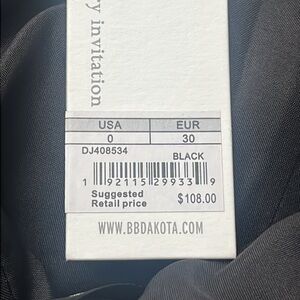 y invitation
USA EUR
0 30
DJ408534
BLACK
1 92115 29933 9
Suggested
Retail price $108.00
WWW.BBDAKOTA.COM